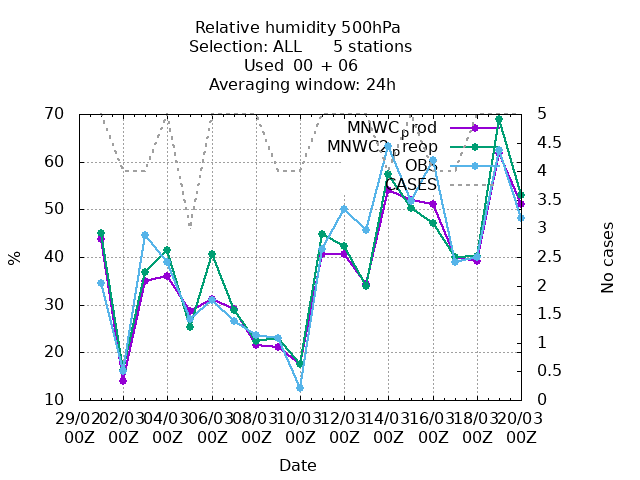 Relative humidity 500hPa
Selection: ALL 5 stations
Used 00 + 06
Averaging window: 24h
70
60
50
40
30
20
10
%
5
4.5
4
3.5
3
2.5
2
1.5
1
0.5
0
No cases
MNWCprod
MNWC2preop
OBS
CASES
29/02 02/03 04/03 06/03 08/03 10/03 12/03 14/03 16/03 18/03 20/03
00Z 00Z 00Z 00Z 00Z 00Z 00Z 00Z 00Z 00Z 00Z
Date